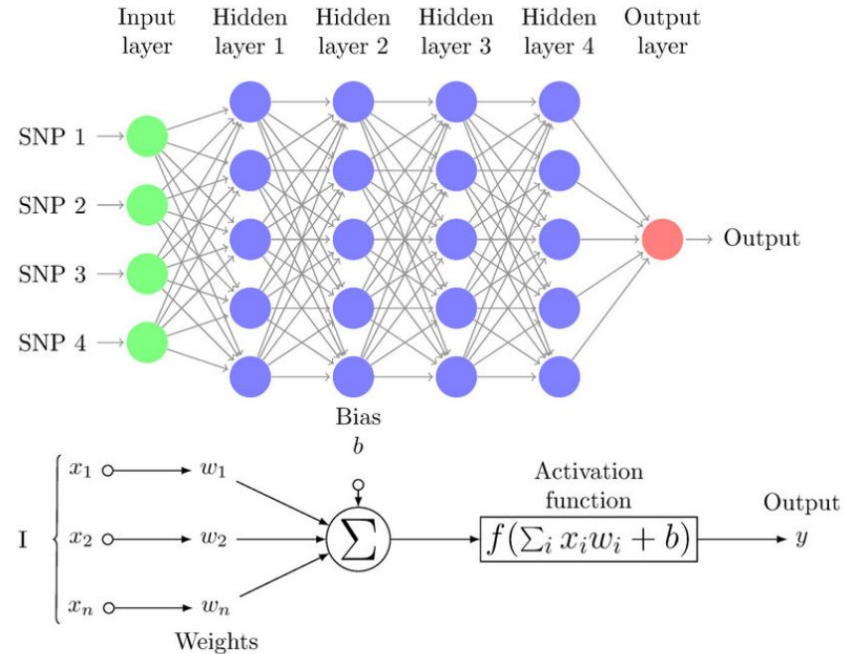 Input layer
Hidden layer 1
Hidden layer 2
Hidden layer 3
Hidden layer 4
Output layer
SNP 1
SNP 2
SNP 3
SNP 4
Output
Bias
b
x₁
w₁
Activation function
Output
I
x₂
w₂
∑
f(∑ᵢ xᵢwᵢ + b)
y
xₙ
wₙ
Weights